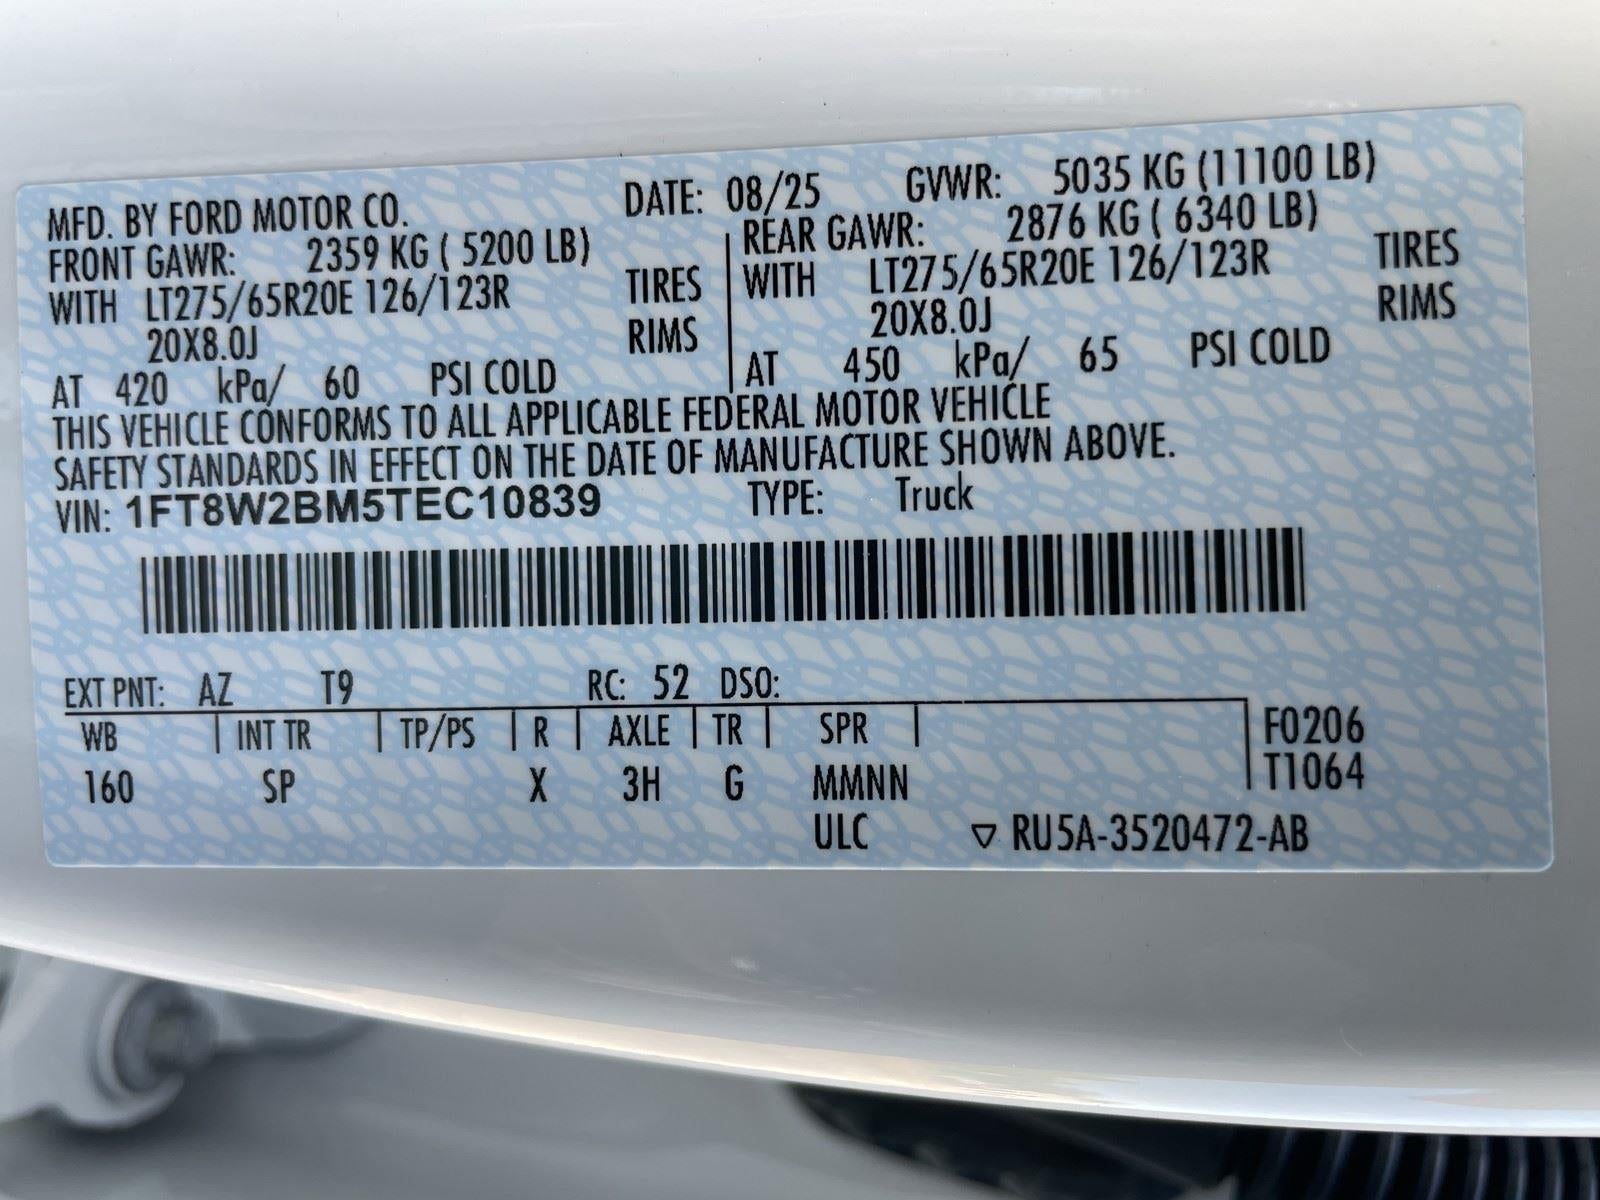 MFD. BY FORD MOTOR CO. DATE: 08/25 GVWR: 5035 KG (11100 LB)
FRONT GAWR: 2359 KG ( 5200 LB) REAR GAWR: 2876 KG ( 6340 LB)
WITH LT275/65R20E 126/123R TIRES WITH LT275/65R20E 126/123R TIRES
20X8.0J RIMS 20X8.0J RIMS
AT 420 kPa/ 60 PSI COLD AT 450 kPa/ 65 PSI COLD
THIS VEHICLE CONFORMS TO ALL APPLICABLE FEDERAL MOTOR VEHICLE
SAFETY STANDARDS IN EFFECT ON THE DATE OF MANUFACTURE SHOWN ABOVE.
VIN: 1FT8W2BM5TEC10839 TYPE: Truck
EXT PNT: AZ T9 RC: 52 DSO:
WB | INT TR | TP/PS | R | AXLE | TR | SPR | F0206
160 SP X 3H G MMNN T1064
ULC ▽ RU5A-3520472-AB